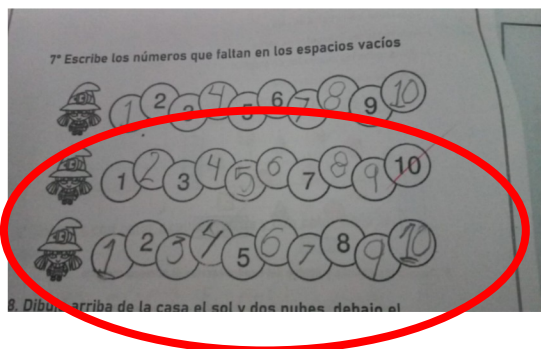 7° Escribe los números que faltan en los espacios vacíos
1 2 3 4 5 6 7 8 9 10
1 2 3 4 5 6 7 8 9 10
1 2 3 4 5 6 7 8 9 10
8. Dibuja arriba de la casa el sol y dos nubes, debajo el